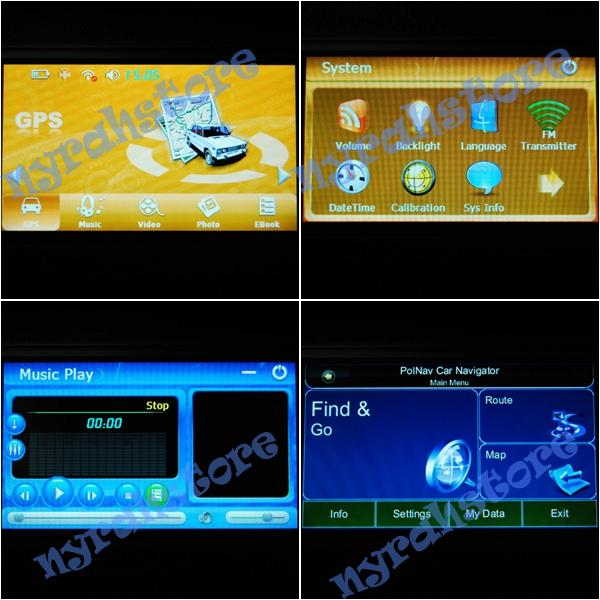 15:05
GPS
GPS
Music
Video
Photo
EBook
nyrahstore
System
Volume
Backlight
Language
FM
Transmitter
DateTime
Calibration
Sys Info
nyrahstore
Music Play
Stop
00:00
nyrahstore
PolNav Car Navigator
Main Menu
Find &
Go
Route
Map
Info
Settings
My Data
Exit
nyrahstore